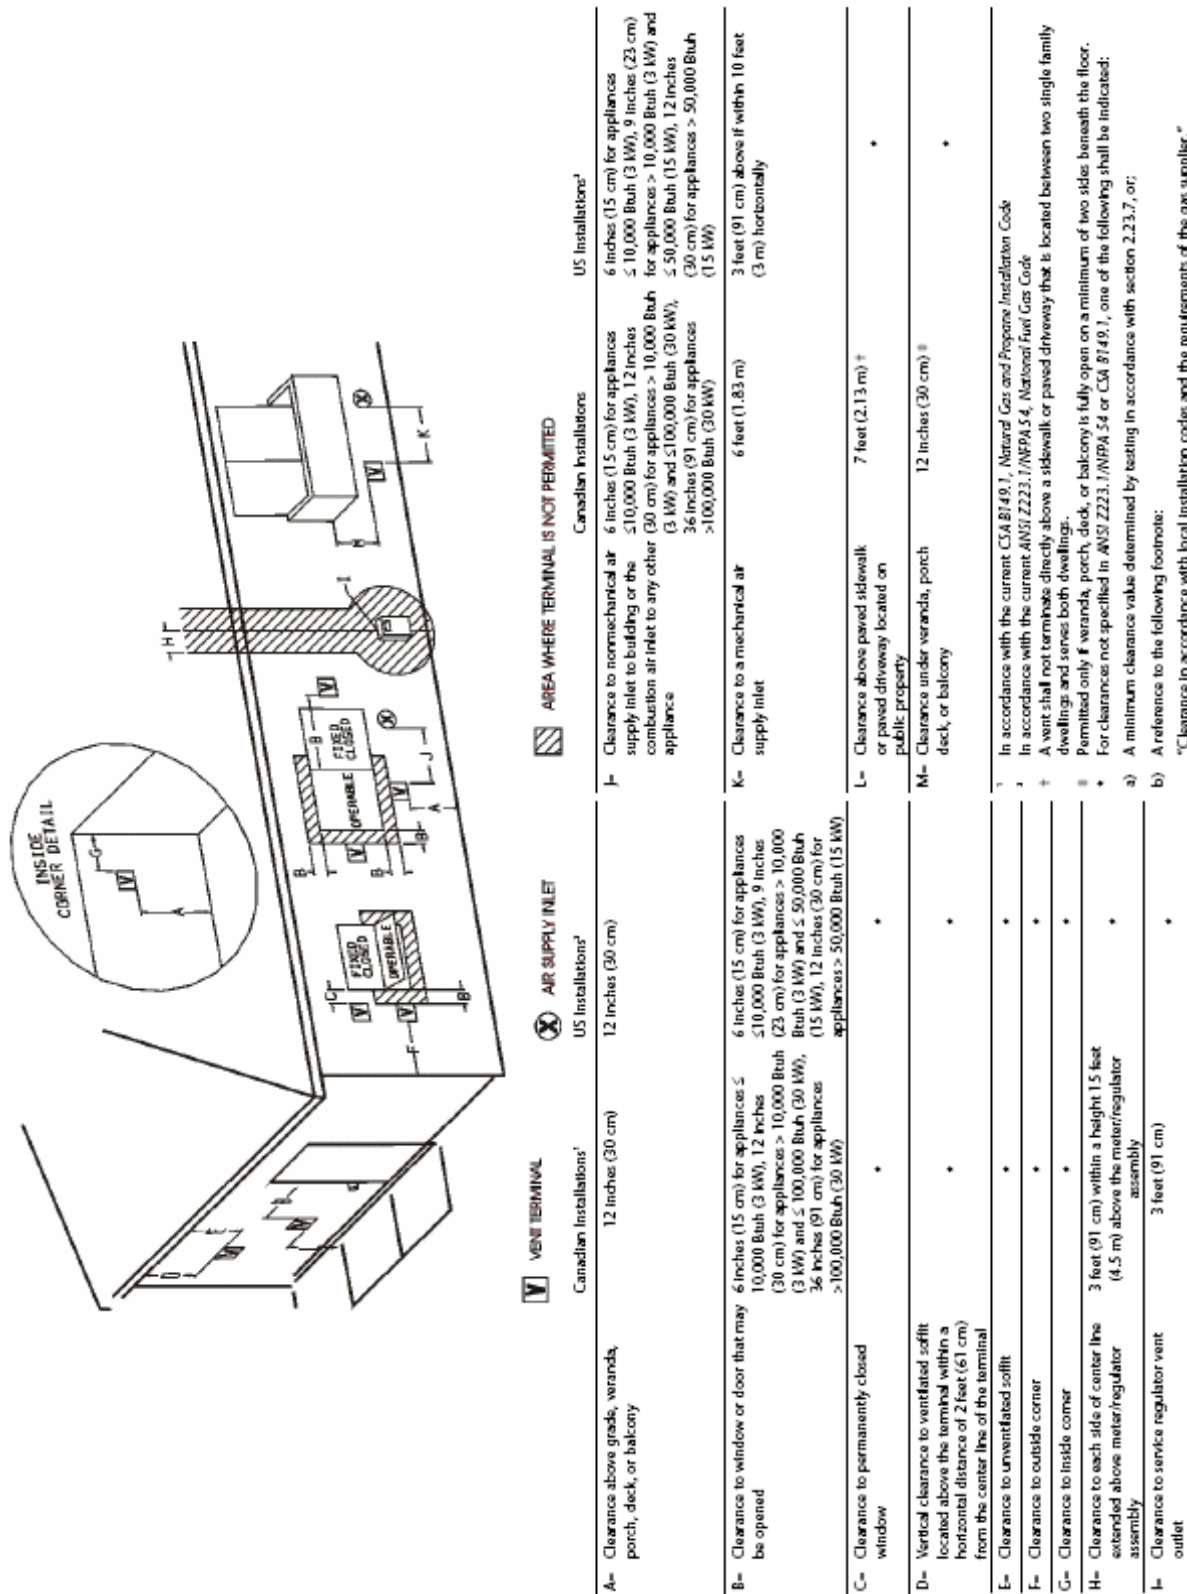 INSIDE
CORNER DETAIL
G
V
A
D
E
V
B
V
C
V
V
F
B
FIXED
CLOSED
OPERABLE
B
B
V
B
V
A
OPERABLE
FIXED
CLOSED
B
V
X
J
H
I
M
V
K
X
V VENT TERMINAL
X AIR SUPPLY INLET
AREA WHERE TERMINAL IS NOT PERMITTED
Canadian Installations¹
US Installations²
A= Clearance above grade, veranda,
porch, deck, or balcony
12 inches (30 cm)
12 inches (30 cm)
B= Clearance to window or door that may
be opened
6 inches (15 cm) for appliances ≤
10,000 Btuh (3 kW), 12 inches
(30 cm) for appliances > 10,000 Btuh
(3 kW) and ≤ 100,000 Btuh (30 kW),
36 inches (91 cm) for appliances
>100,000 Btuh (30 kW)
6 inches (15 cm) for appliances
≤10,000 Btuh (3 kW), 9 inches
(23 cm) for appliances > 10,000
Btuh (3 kW) and ≤ 50,000 Btuh
(15 kW), 12 inches (30 cm) for
appliances > 50,000 Btuh (15 kW)
C= Clearance to permanently closed
window
*
*
D= Vertical clearance to ventilated soffit
located above the terminal within a
horizontal distance of 2 feet (61 cm)
from the center line of the terminal
*
*
E= Clearance to unventilated soffit
*
*
F= Clearance to outside corner
*
*
G= Clearance to inside corner
*
*
H= Clearance to each side of center line
extended above meter/regulator
assembly
3 feet (91 cm) within a height 15 feet
(4.5 m) above the meter/regulator
assembly
*
I= Clearance to service regulator vent
outlet
3 feet (91 cm)
*
Canadian Installations
US Installations²
J= Clearance to nonmechanical air
supply inlet to building or the
combustion air inlet to any other
appliance
6 inches (15 cm) for appliances
≤10,000 Btuh (3 kW), 12 inches
(30 cm) for appliances > 10,000 Btuh
(3 kW) and ≤100,000 Btuh (30 kW),
36 inches (91 cm) for appliances
>100,000 Btuh (30 kW)
6 inches (15 cm) for appliances
≤ 10,000 Btuh (3 kW), 9 inches (23 cm)
for appliances > 10,000 Btuh (3 kW) and
≤ 50,000 Btuh (15 kW), 12 inches
(30 cm) for appliances > 50,000 Btuh
(15 kW)
K= Clearance to a mechanical air
supply inlet
6 feet (1.83 m)
3 feet (91 cm) above if within 10 feet
(3 m) horizontally
L= Clearance above paved sidewalk
or paved driveway located on
public property
7 feet (2.13 m) †
*
M= Clearance under veranda, porch
deck, or balcony
12 inches (30 cm)
*
¹ In accordance with the current CSA B149.1, Natural Gas and Propane Installation Code
² In accordance with the current ANSI Z223.1/NFPA 54, National Fuel Gas Code
† A vent shall not terminate directly above a sidewalk or paved driveway that is located between two single family
dwellings and serves both dwellings.
Permitted only if veranda, porch, deck, or balcony is fully open on a minimum of two sides beneath the floor.
* For clearances not specified in ANSI Z223.1/NFPA 54 or CSA B149.1, one of the following shall be indicated:
a) A minimum clearance value determined by testing in accordance with section 2.23.7, or;
b) A reference to the following footnote:
"Clearance in accordance with local installation codes and the requirements of the gas supplier."